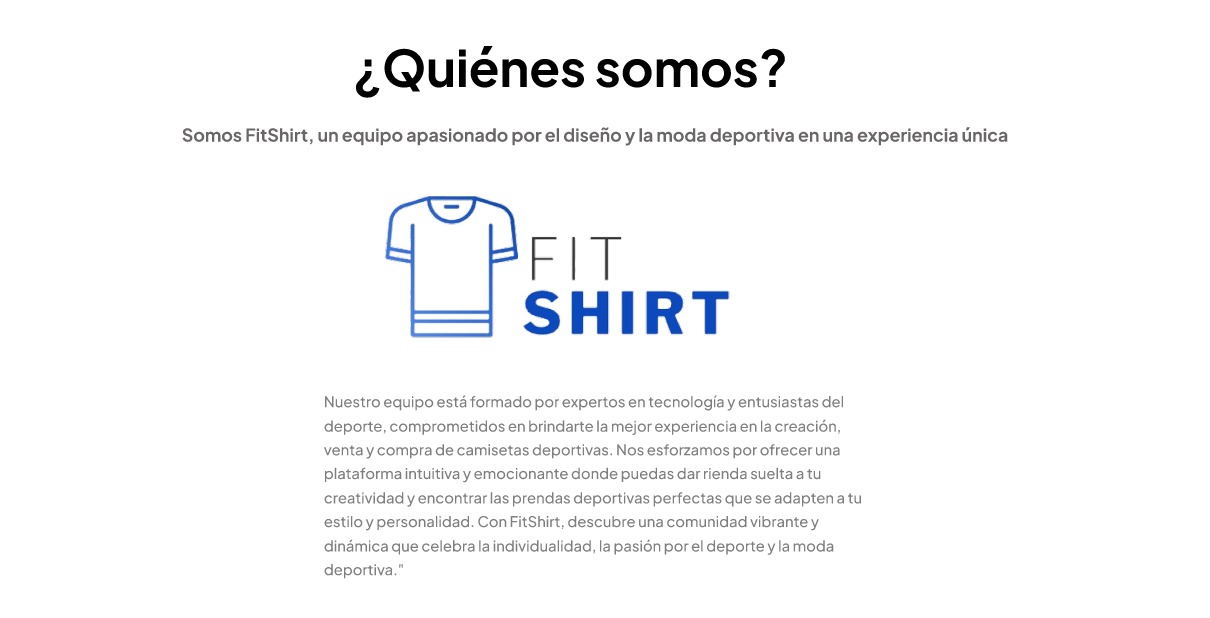 ¿Quiénes somos?
Somos FitShirt, un equipo apasionado por el diseño y la moda deportiva en una experiencia única
FIT
SHIRT
Nuestro equipo está formado por expertos en tecnología y entusiastas del
deporte, comprometidos en brindarte la mejor experiencia en la creación,
venta y compra de camisetas deportivas. Nos esforzamos por ofrecer una
plataforma intuitiva y emocionante donde puedas dar rienda suelta a tu
creatividad y encontrar las prendas deportivas perfectas que se adapten a tu
estilo y personalidad. Con FitShirt, descubre una comunidad vibrante y
dinámica que celebra la individualidad, la pasión por el deporte y la moda
deportiva."